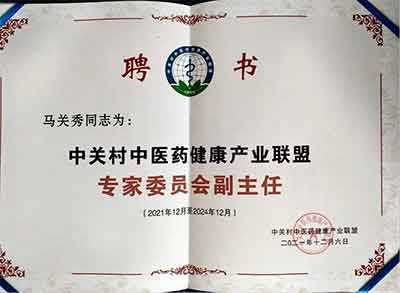 聘书
马关秀同志为：
中关村中医药健康产业联盟
专家委员会副主任
（2021年12月至2024年12月）
中关村中医药健康产业联盟
二〇二一年十二月六日